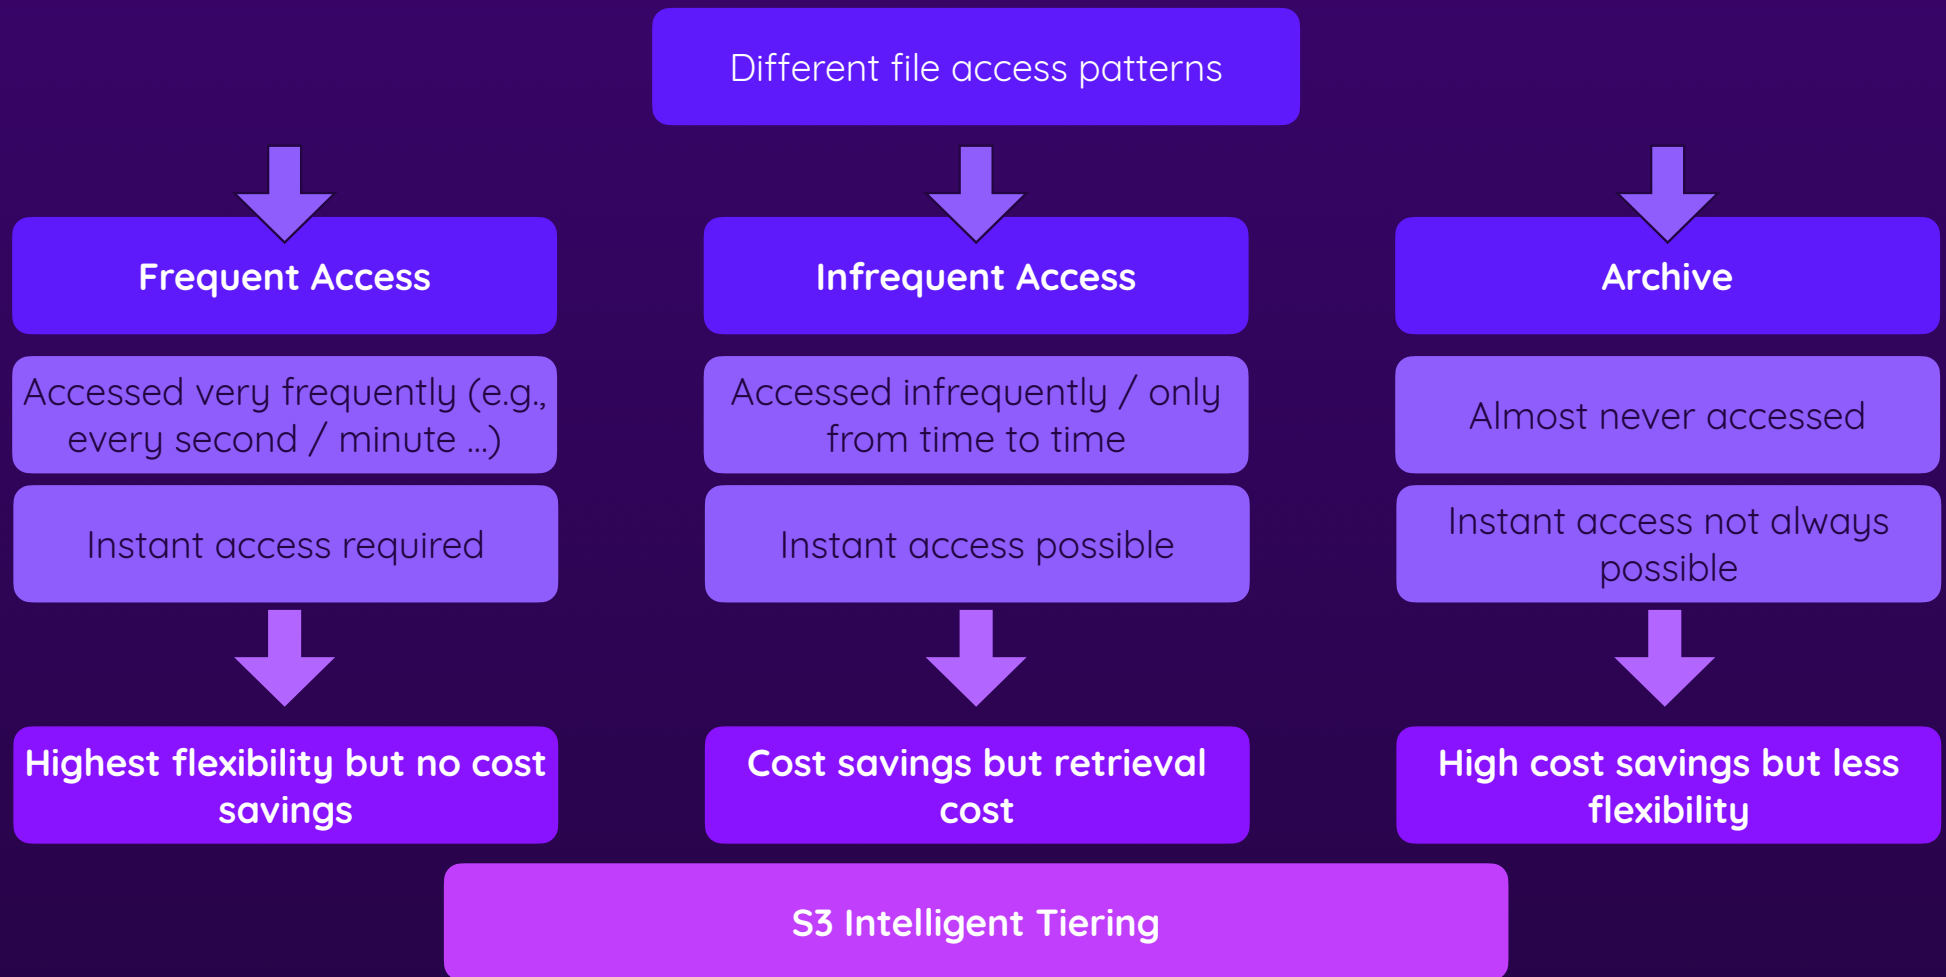 Different file access patterns
Frequent Access
Infrequent Access
Archive
Accessed very frequently (e.g.,
every second / minute ...)
Accessed infrequently / only
from time to time
Almost never accessed
Instant access required
Instant access possible
Instant access not always
possible
Highest flexibility but no cost
savings
Cost savings but retrieval
cost
High cost savings but less
flexibility
S3 Intelligent Tiering